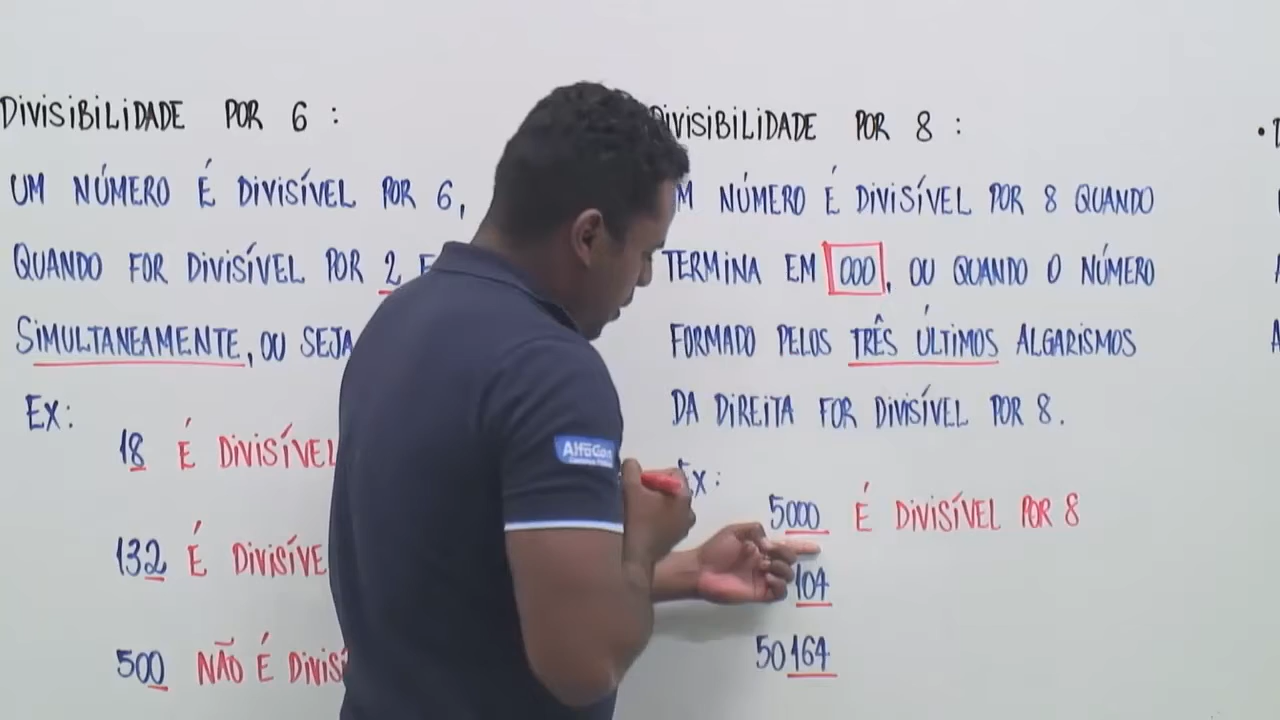 DIVISIBILIDADE POR 6 :
UM NÚMERO É DIVISÍVEL POR 6,
QUANDO FOR DIVISÍVEL POR 2 E
SIMULTANEAMENTE, OU SEJA
EX:
18 É DIVISÍVEL
132 É DIVISÍVE
500 NÃO É DIVISÍ
DIVISIBILIDADE POR 8 :
M NÚMERO É DIVISÍVEL POR 8 QUANDO
TERMINA EM 000, OU QUANDO O NÚMERO
FORMADO PELOS TRÊS ÚLTIMOS ALGARISMOS
DA DIREITA FOR DIVISÍVEL POR 8.
EX:
5000 É DIVISÍVEL POR 8
104
50164
AlfaCon